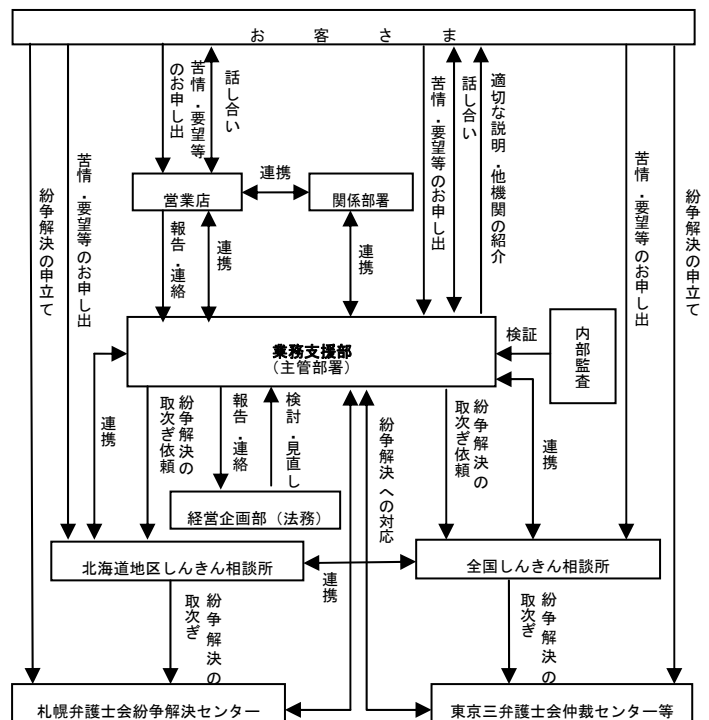 お客さま
苦情・要望等
のお申し出
話し合い
苦情・要望等のお申し出
話し合い
適切な説明・他機関の紹介
紛争解決の申立て
苦情・要望等のお申し出
苦情・要望等のお申し出
紛争解決の申立て
営業店
連携
関係部署
報告・連絡
連携
連携
業務支援部
(主管部署)
検証
内部監査
連携
紛争解決の
取次ぎ依頼
報告・連絡
検討・見直し
紛争解決への対応
紛争解決の
取次ぎ依頼
連携
経営企画部(法務)
北海道地区しんきん相談所
連携
全国しんきん相談所
紛争解決の
取次ぎ
紛争解決の
取次ぎ
札幌弁護士会紛争解決センター
東京三弁護士会仲裁センター等